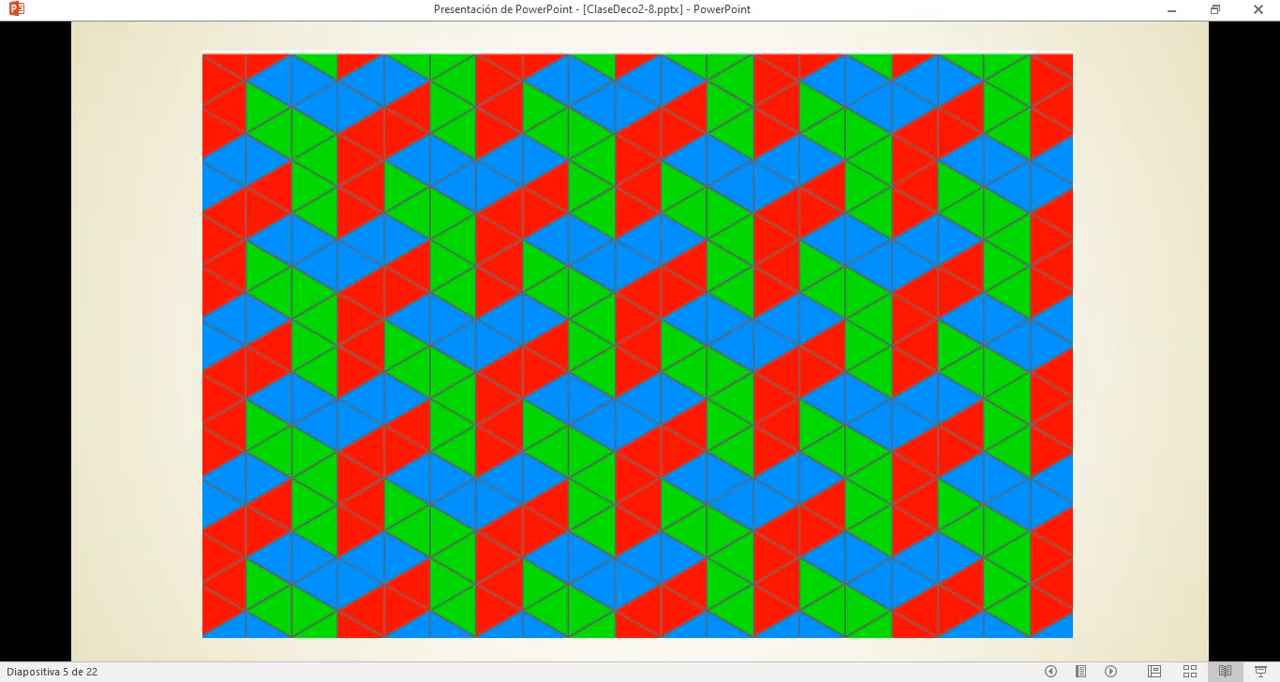 Presentación de PowerPoint - [ClaseDeco2-8.pptx] - PowerPoint
Diapositiva 5 de 22